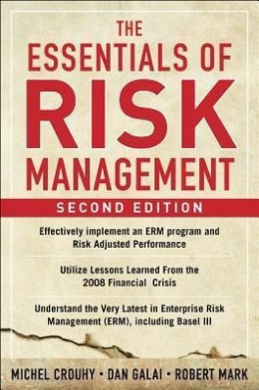 THE
ESSENTIALS OF
RISK
MANAGEMENT
SECOND EDITION
Effectively implement an ERM program and
Risk Adjusted Performance
Utilize Lessons Learned From the
2008 Financial Crisis
Understand the Very Latest in Enterprise Risk
Management (ERM), including Basel III
MICHEL CROUHY • DAN GALAI • ROBERT MARK